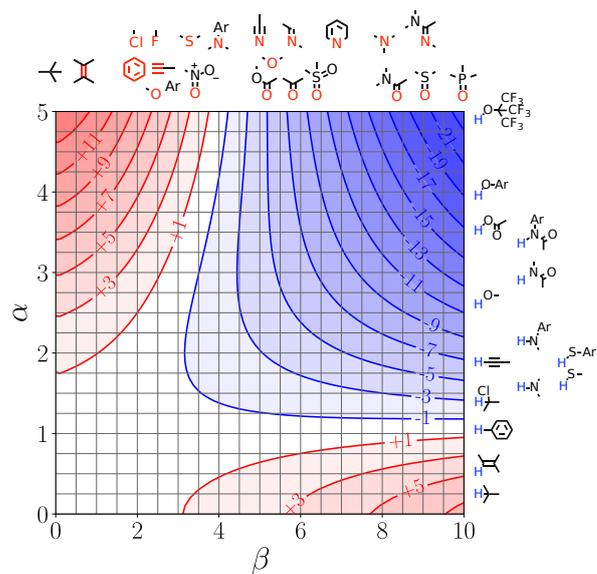 Ar
N
Cl F S N N N N N N
O
Ar N+ O−
O O
O O S O N S P
O O O O O O
5 CF3
O CF3
H CF3
+11 -21
+9 -19
4 -17 O-Ar
H
+7 -15
+1 O Ar
H O N O
+5 -13 H
3 -11 N O
+3 H
α O-
H
-9
-7 Ar
2 H-N
-5 H S-Ar
H
-3 Cl S
H H-N H
-1
1 H
+1
H
+3 +5 H
0
0 2 4 6 8 10
β